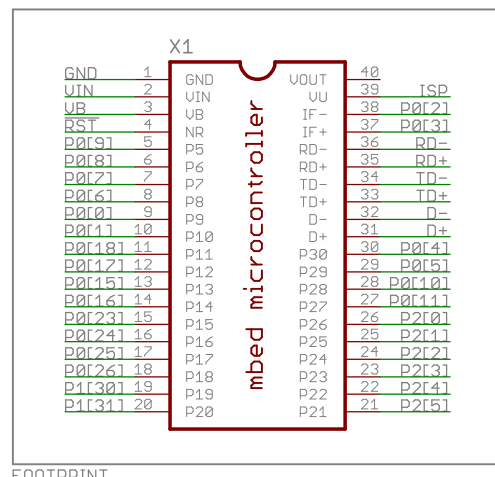 X1
GND 1 GND VOUT 40
VIN 2 VIN VU 39 ISP
VB 3 VB IF- 38 P0[2]
RST 4 NR IF+ 37 P0[3]
P0[9] 5 P5 RD- 36 RD-
P0[8] 6 P6 RD+ 35 RD+
P0[7] 7 P7 TD- 34 TD-
P0[6] 8 P8 TD+ 33 TD+
P0[0] 9 P9 D- 32 D-
P0[1] 10 P10 D+ 31 D+
P0[18] 11 P11 P30 30 P0[4]
P0[17] 12 P12 P29 29 P0[5]
P0[15] 13 P13 P28 28 P0[10]
P0[16] 14 P14 P27 27 P0[11]
P0[23] 15 P15 P26 26 P2[0]
P0[24] 16 P16 P25 25 P2[1]
P0[25] 17 P17 P24 24 P2[2]
P0[26] 18 P18 P23 23 P2[3]
P1[30] 19 P19 P22 22 P2[4]
P1[31] 20 P20 P21 21 P2[5]
mbed microcontroller
FOOTPRINT